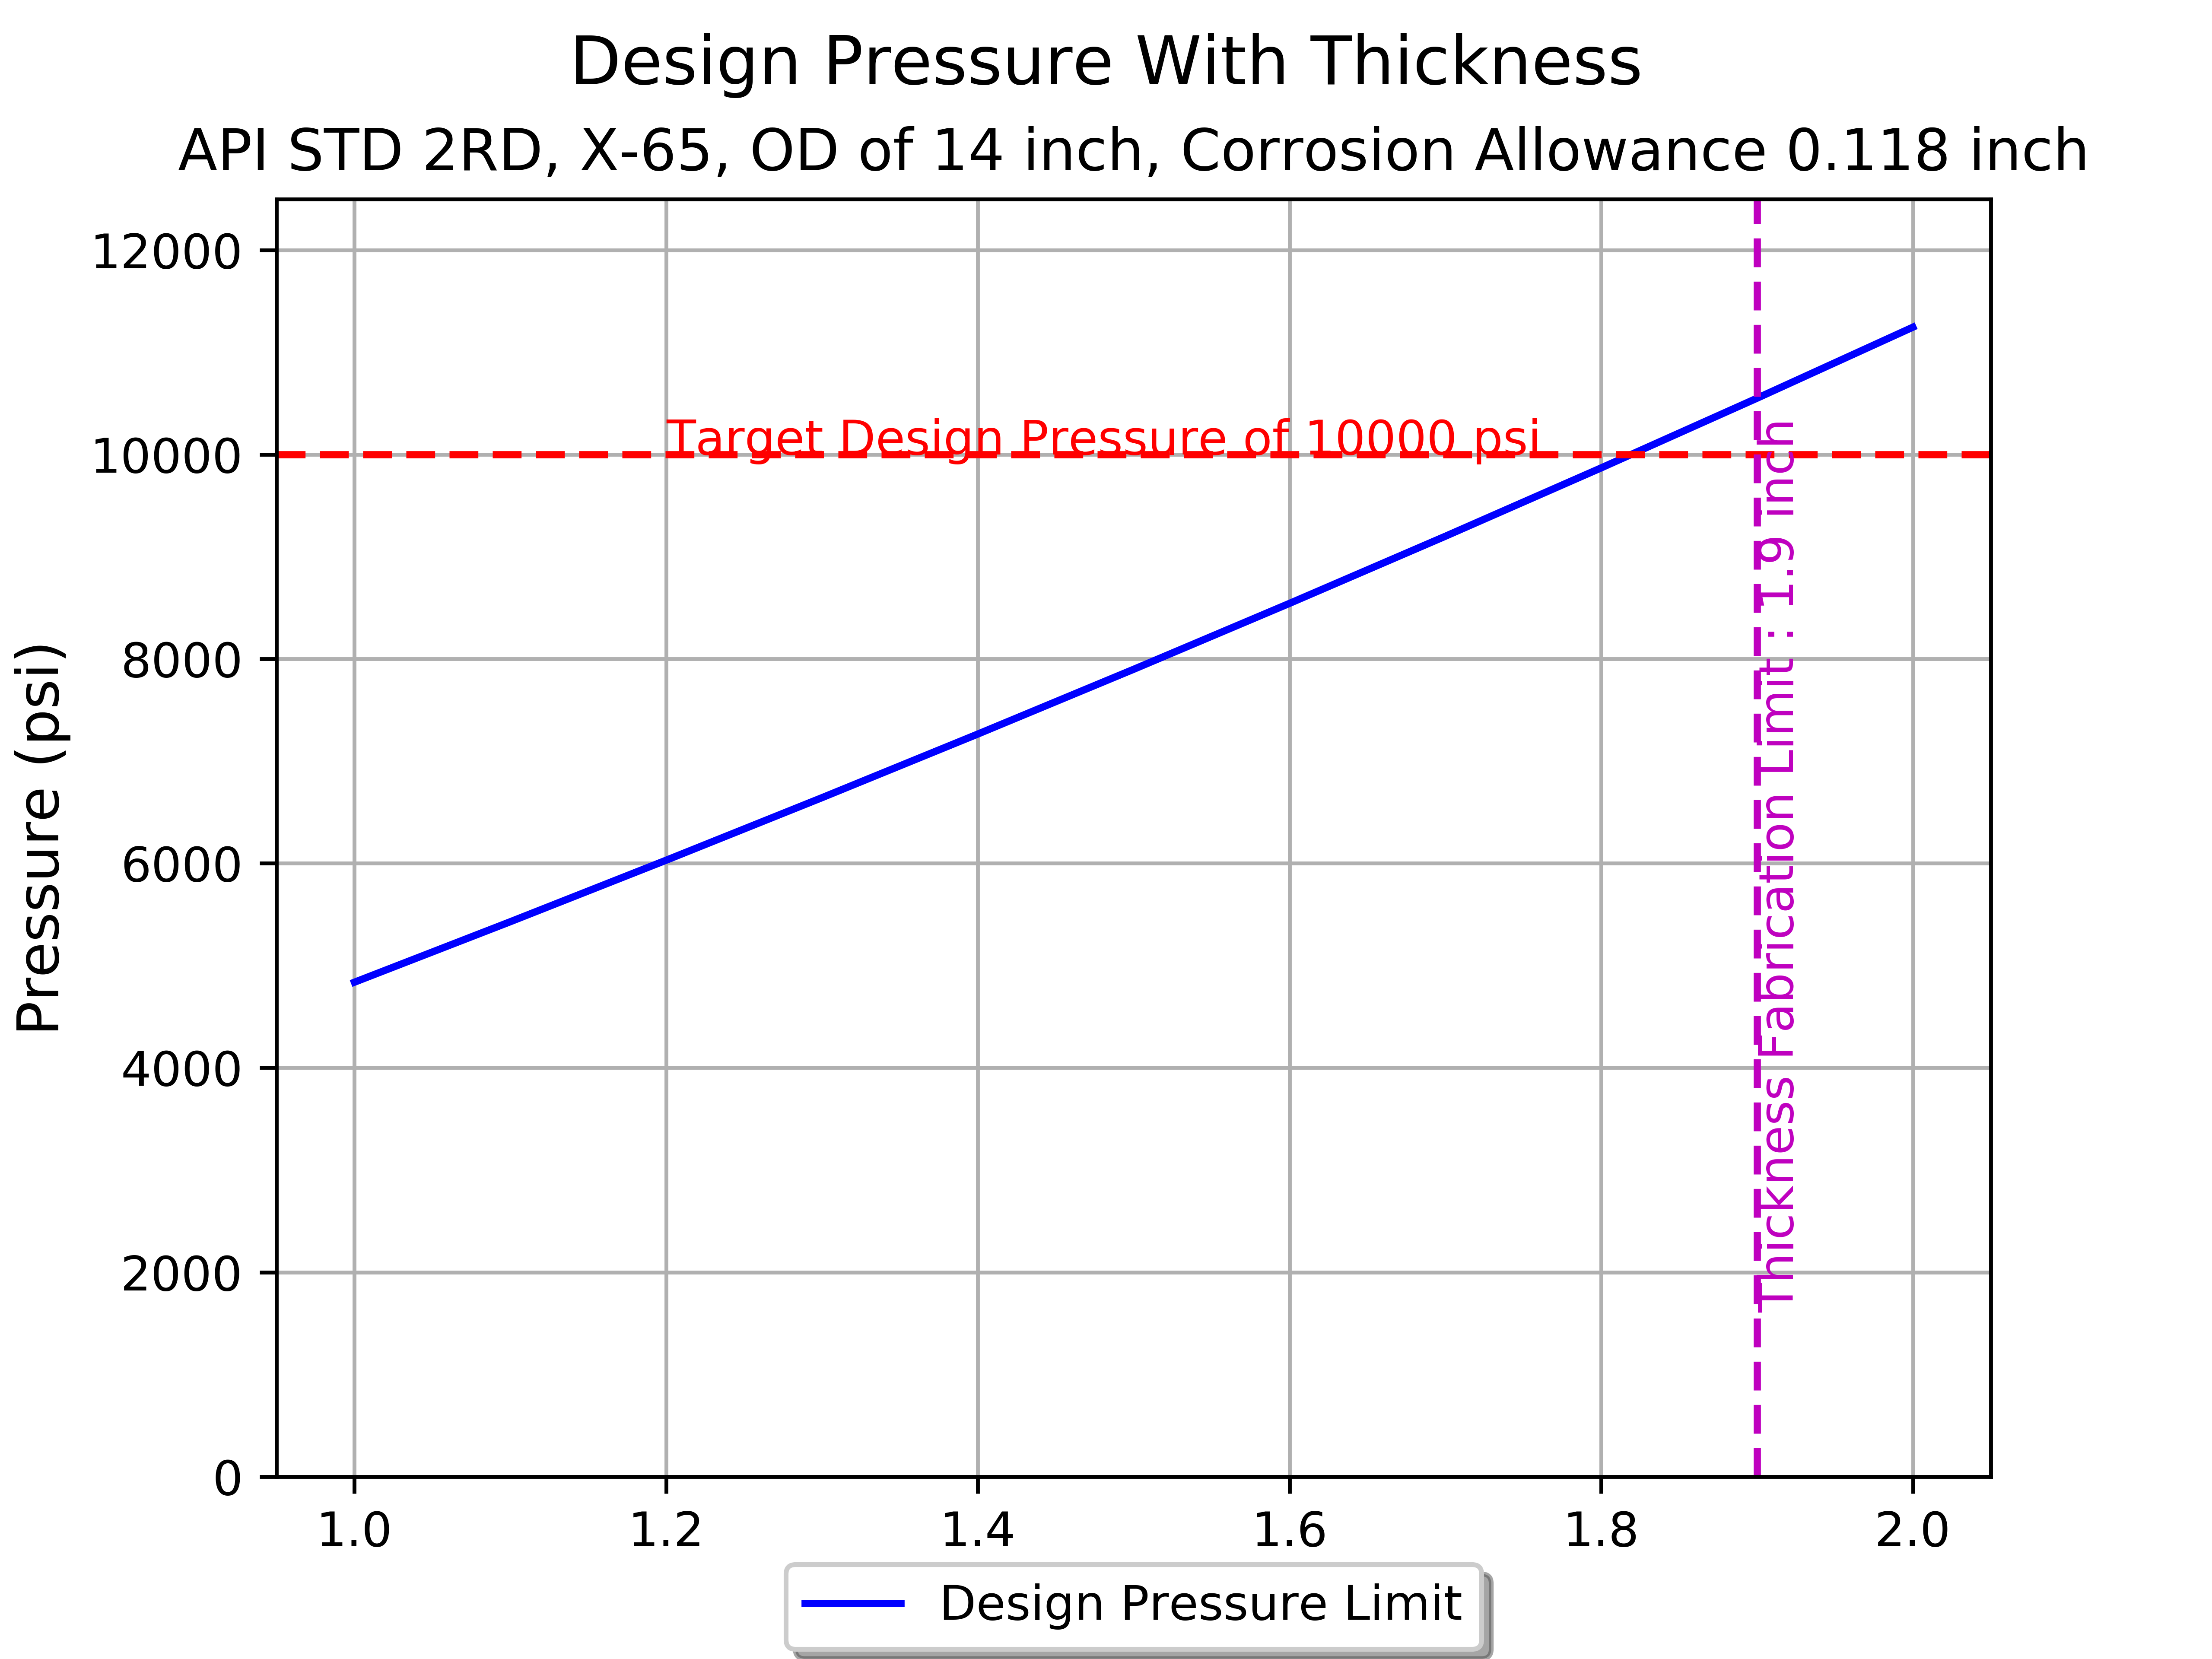 Design Pressure With Thickness
API STD 2RD, X-65, OD of 14 inch, Corrosion Allowance 0.118 inch
12000
10000
8000
6000
4000
2000
0
Pressure (psi)
Target Design Pressure of 10000 psi
Thickness Fabrication Limit : 1.9 inch
1.0 1.2 1.4 1.6 1.8 2.0
Design Pressure Limit